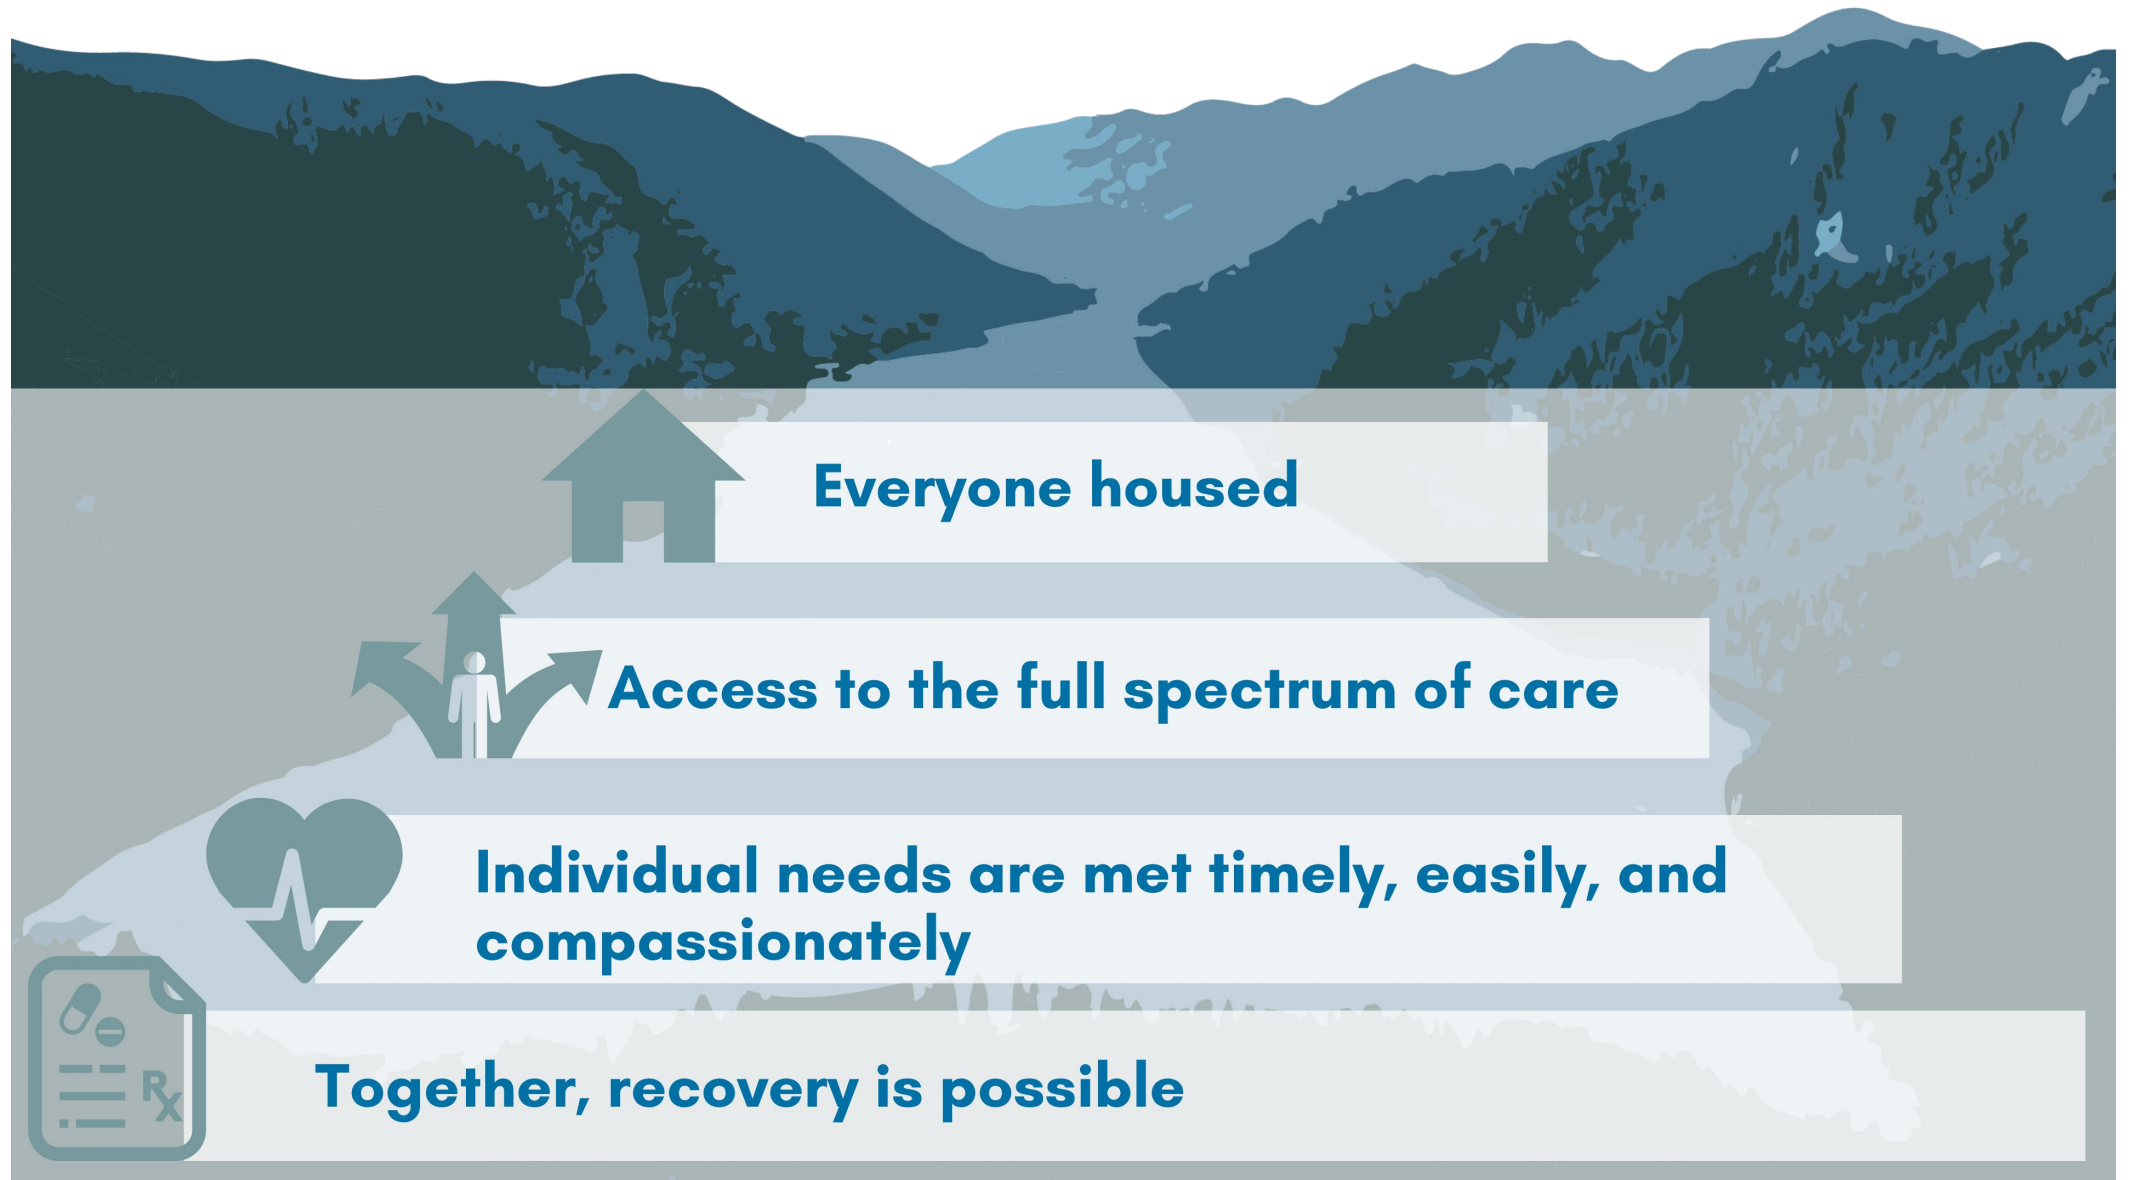 Everyone housed
Access to the full spectrum of care
Individual needs are met timely, easily, and
compassionately
Rx
Together, recovery is possible